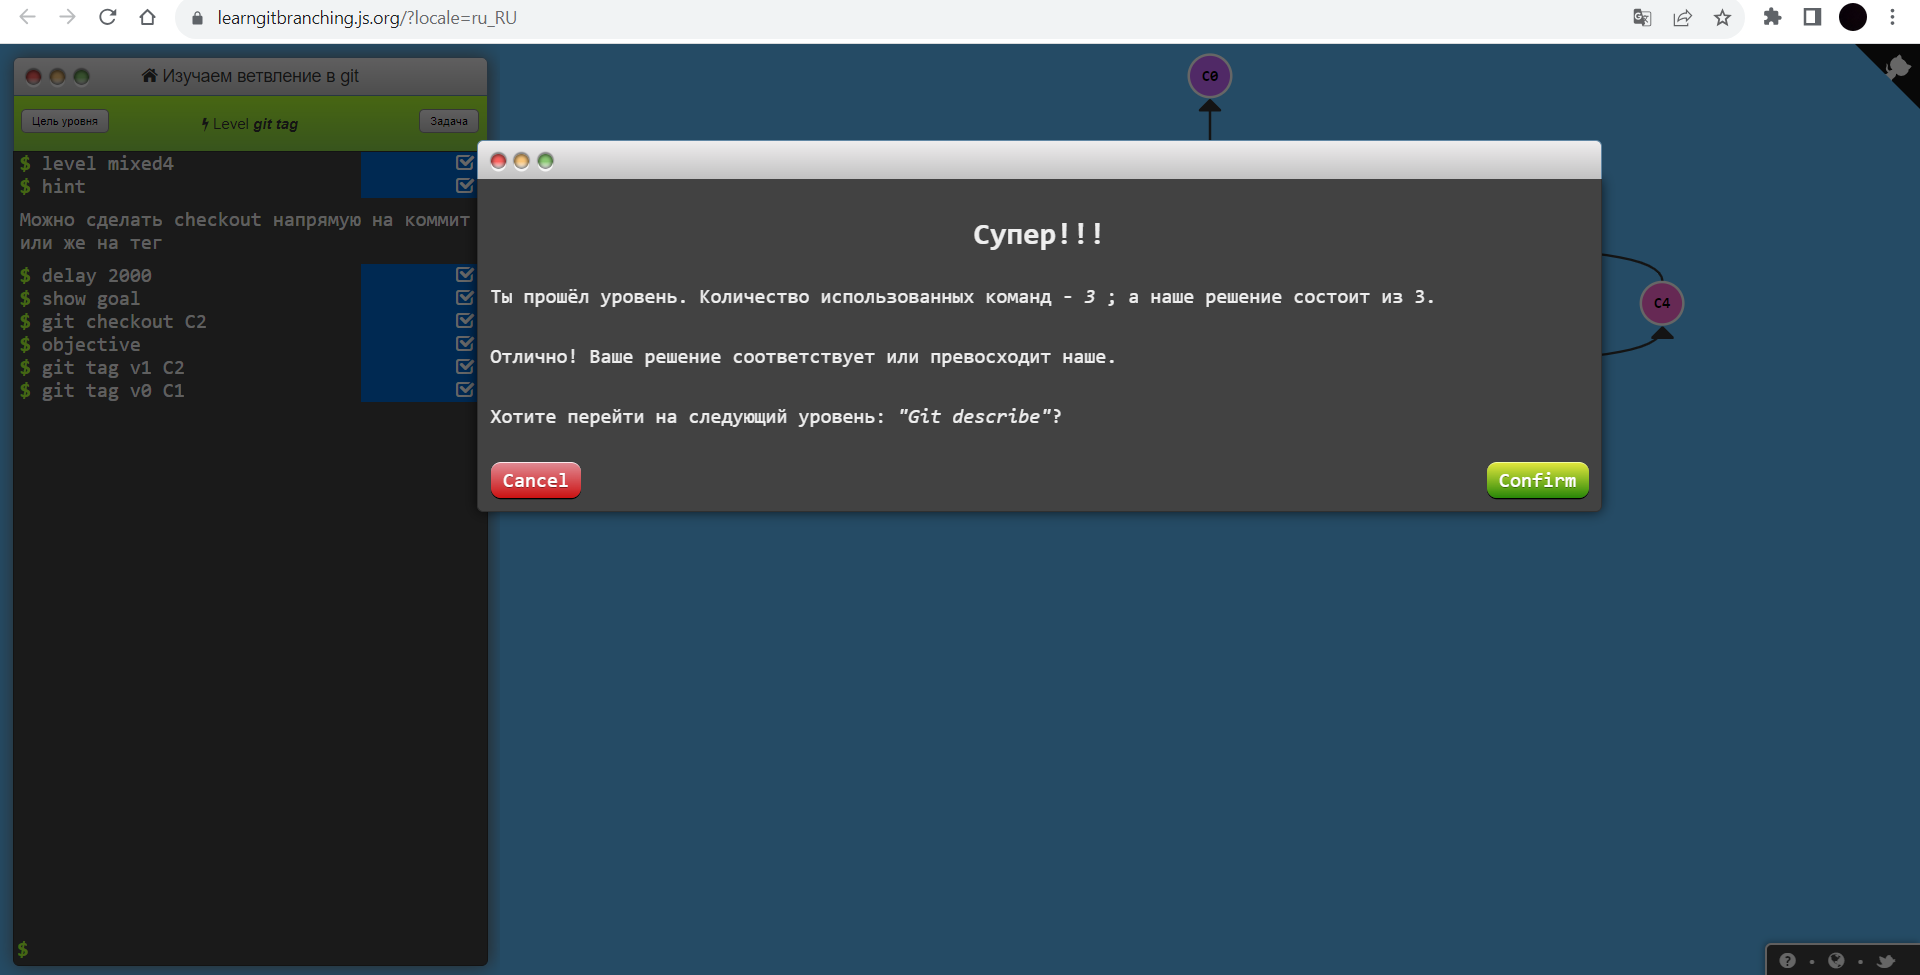 learngitbranching.js.org/?locale=ru_RU
Изучаем ветвление в git
Цель уровня
Level git tag
Задача
$ level mixed4
$ hint
Можно сделать checkout напрямую на коммит
или же на тег
$ delay 2000
$ show goal
$ git checkout C2
$ objective
$ git tag v1 C2
$ git tag v0 C1
$
C0
C4
Супер!!!
Ты прошёл уровень. Количество использованных команд - 3 ; а наше решение состоит из 3.
Отлично! Ваше решение соответствует или превосходит наше.
Хотите перейти на следующий уровень: "Git describe"?
Cancel
Confirm